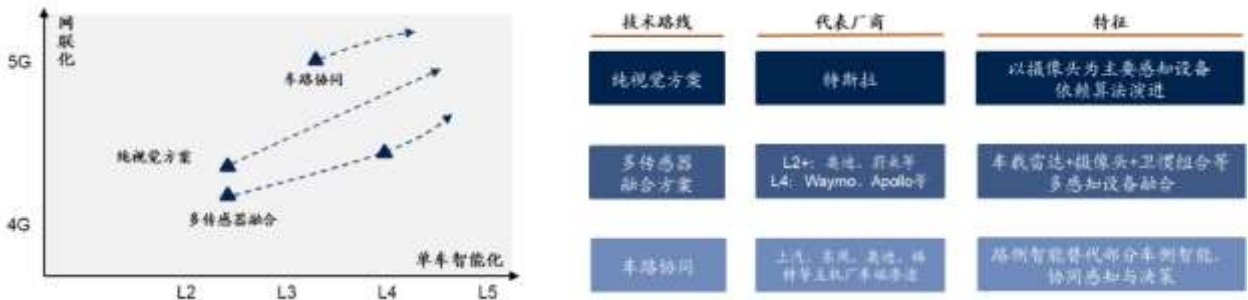 网联化
5G
车路协同
纯视觉方案
多传感器融合
4G
单车智能化
L2 L3 L4 L5
技术路线 代表厂商 特征
纯视觉方案 特斯拉 以摄像头为主要感知设备
依赖算法演进
多传感器
融合方案
L2+: 奥迪、蔚来等
L4: Waymo、Apollo等
车载雷达+摄像头+卫惯组合等
多感知设备融合
车路协同
上汽、东风、奥迪、福
特等主机厂
路侧智能替代部分车侧智能，
协同感知与决策